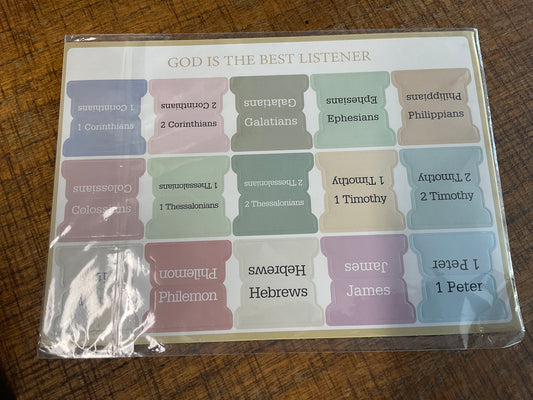 GOD IS THE BEST LISTENER
1 Corinthians
1 Corinthians
2 Corinthians
2 Corinthians
Galatians
Galatians
Ephesians
Ephesians
Philippians
Philippians
Colossians
Colossians
1 Thessalonians
1 Thessalonians
2 Thessalonians
2 Thessalonians
1 Timothy
1 Timothy
2 Timothy
2 Timothy
Philemon
Philemon
Hebrews
Hebrews
James
James
1 Peter
1 Peter